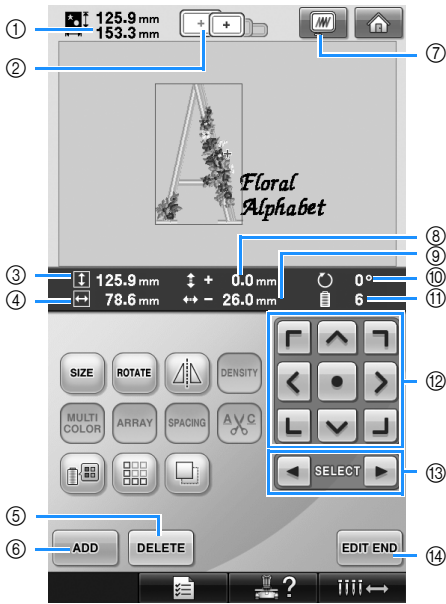 ① 125.9 mm
153.3 mm
②
⑦
Floral
Alphabet
⑧
⑨
③ 125.9 mm + 0.0 mm 0° ⑩
④ 78.6 mm − 26.0 mm 6 ⑪
SIZE ROTATE DENSITY
⑫
MULTI COLOR ARRAY SPACING A C
SELECT ⑬
⑤
⑥ ADD DELETE EDIT END ⑭
?